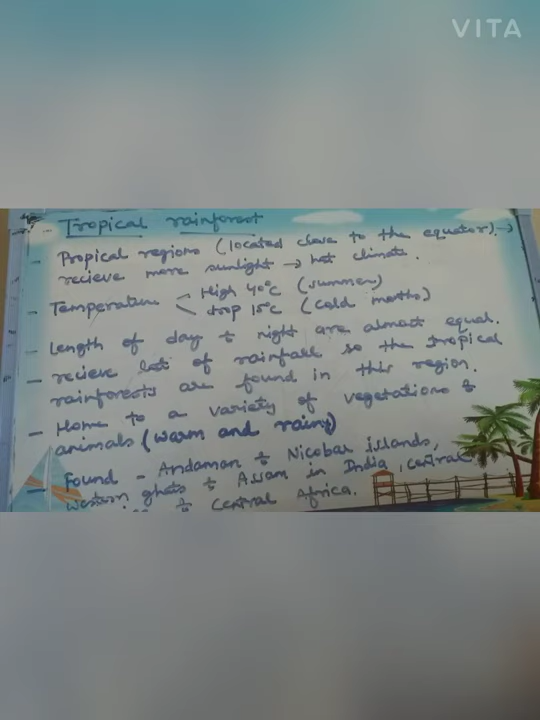 VITA
- Tropical rainforest
- Propical regions (located close to the equator). →
recieve more sunlight → hot climate.
- Temperature - High 40°C (summer)
drop 15°C (cold months)
- Length of day & night are almost equal.
- recieve lots of rainfall so the tropical
rainforests are found in this region.
- Home to a variety of vegetations &
animals (warm and rainy)
- Found - Andaman & Nicobar islands,
western ghats & Assam in India, central
& Central Africa.